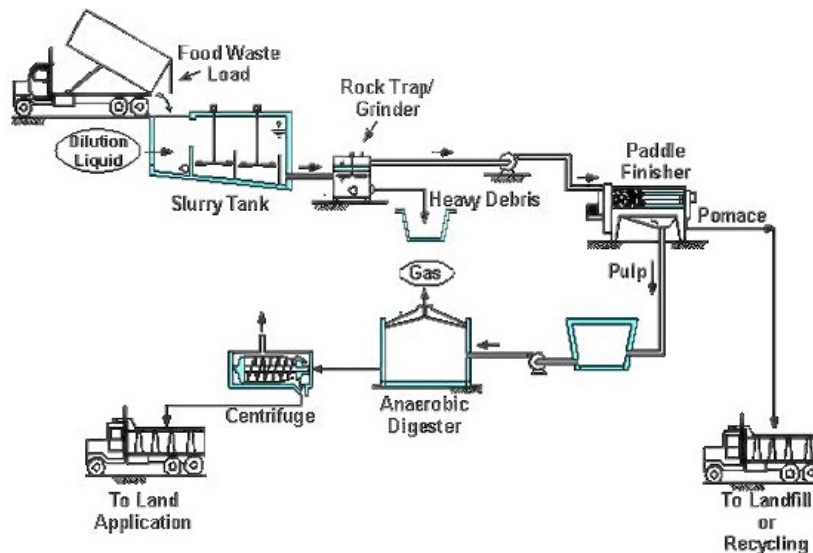 Food Waste
Load
Rock Trap/
Grinder
Dilution
Liquid
Slurry Tank
Heavy Debris
Paddle
Finisher
Pomace
Pulp
Gas
Centrifuge
Anaerobic
Digester
To Land
Application
To Landfill
or
Recycling